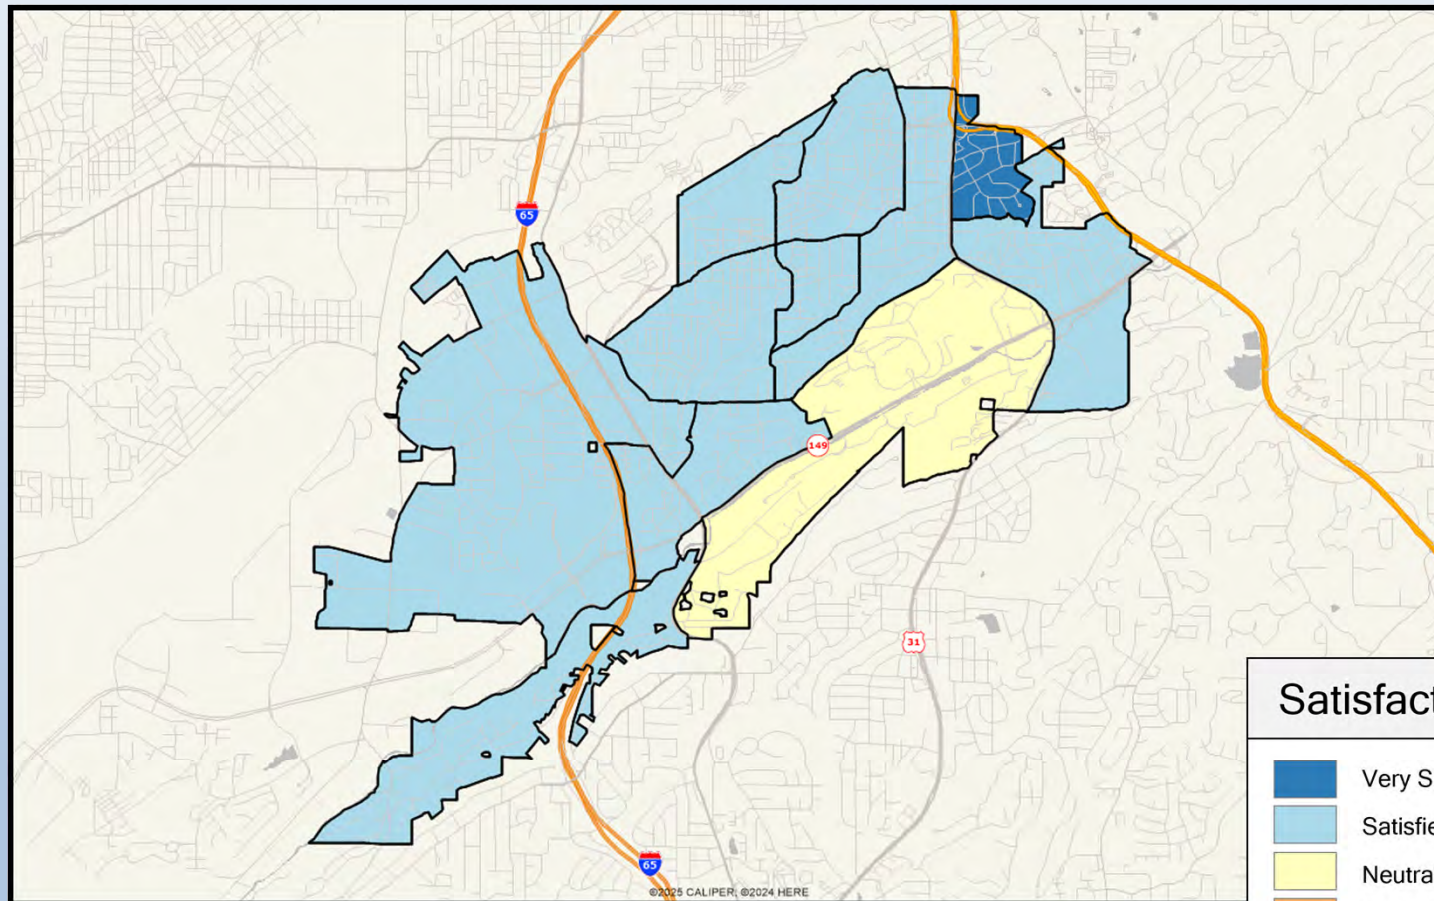 65
149
31
Satisfact
Very S
Satisfie
Neutra
65
©2025 CALIPER; ©2024 HERE